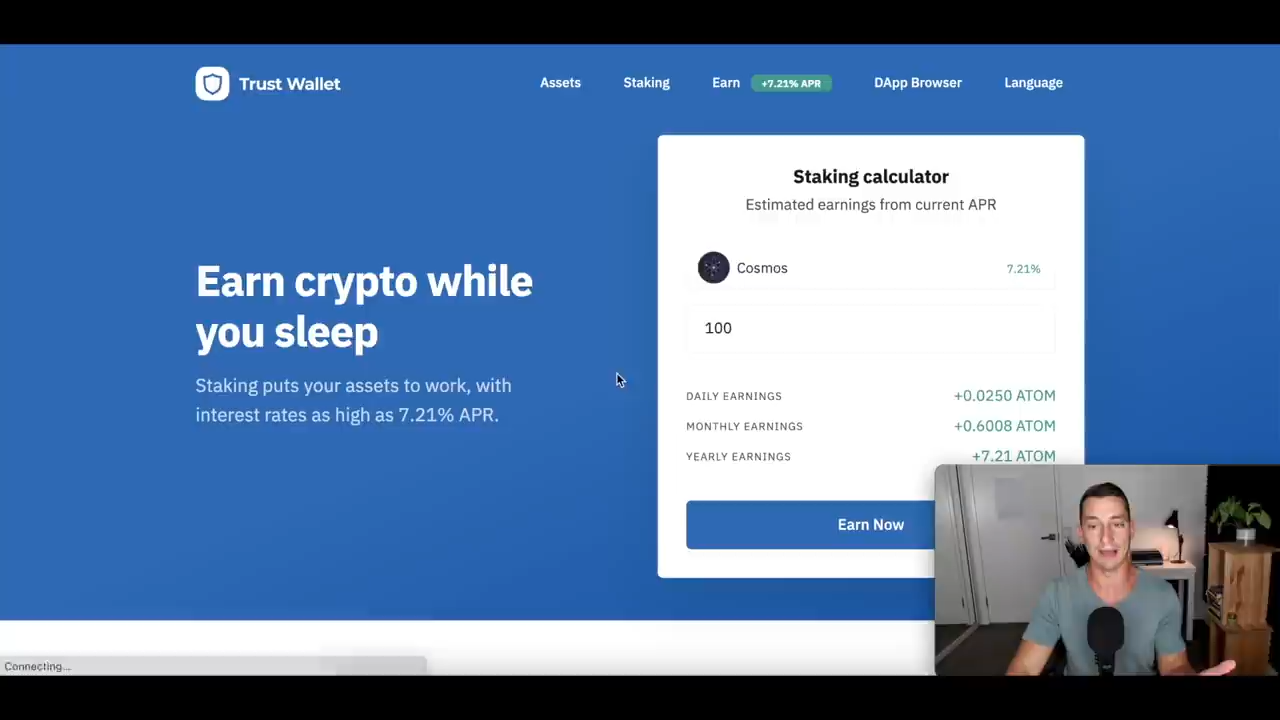 Trust Wallet
Assets
Staking
Earn
+7.21% APR
DApp Browser
Language
Earn crypto while
you sleep
Staking puts your assets to work, with
interest rates as high as 7.21% APR.
Staking calculator
Estimated earnings from current APR
Cosmos
7.21%
100
DAILY EARNINGS
+0.0250 ATOM
MONTHLY EARNINGS
+0.6008 ATOM
YEARLY EARNINGS
+7.21 ATOM
Earn Now
Connecting...